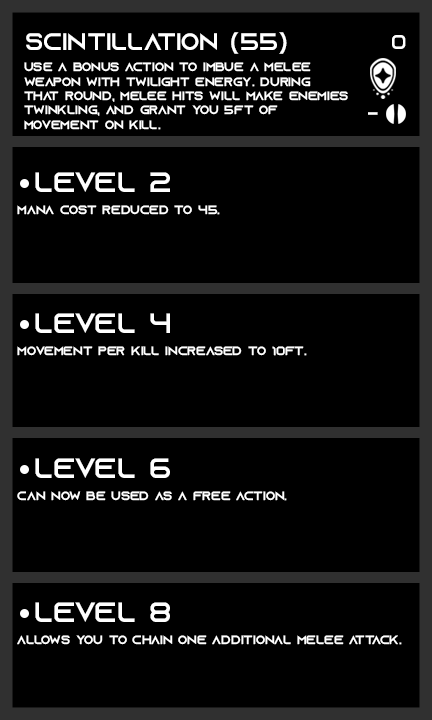 SCINTILLATION (55)
0
USE A BONUS ACTION TO IMBUE A MELEE
WEAPON WITH TWILIGHT ENERGY. DURING
THAT ROUND, MELEE HITS WILL MAKE ENEMIES
TWINKLING, AND GRANT YOU 5FT OF
MOVEMENT ON KILL.
•LEVEL 2
MANA COST REDUCED TO 45.
•LEVEL 4
MOVEMENT PER KILL INCREASED TO 10FT.
•LEVEL 6
CAN NOW BE USED AS A FREE ACTION.
•LEVEL 8
ALLOWS YOU TO CHAIN ONE ADDITIONAL MELEE ATTACK.